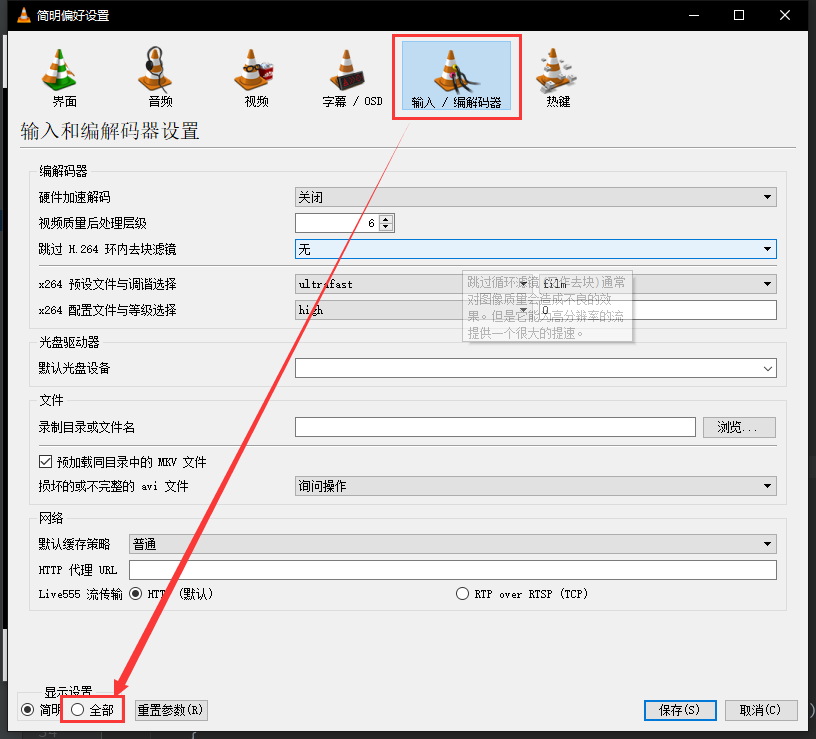 简明偏好设置
界面 音频 视频 字幕 / OSD 输入 / 编解码器 热键
输入和编解码器设置
编解码器
硬件加速解码 关闭
视频质量后处理层级 6
跳过 H.264 环内去块滤镜 无
x264 预设文件与调谐选择 ultrafast film
x264 配置文件与等级选择 high 0
跳过循环滤镜(
作去块)通常
对图像质量会造成不良的效
果。但是它能为高分辨率的流
提供一个很大的提速。
光盘驱动器
默认光盘设备
文件
录制目录或文件名 浏览...
预加载同目录中的 MKV 文件
损坏的或不完整的 avi 文件 询问操作
网络
默认缓存策略 普通
HTTP 代理 URL
Live555 流传输 HTTP (默认) RTP over RTSP (TCP)
显示设置
简明 全部 重置参数(R) 保存(S) 取消(C)